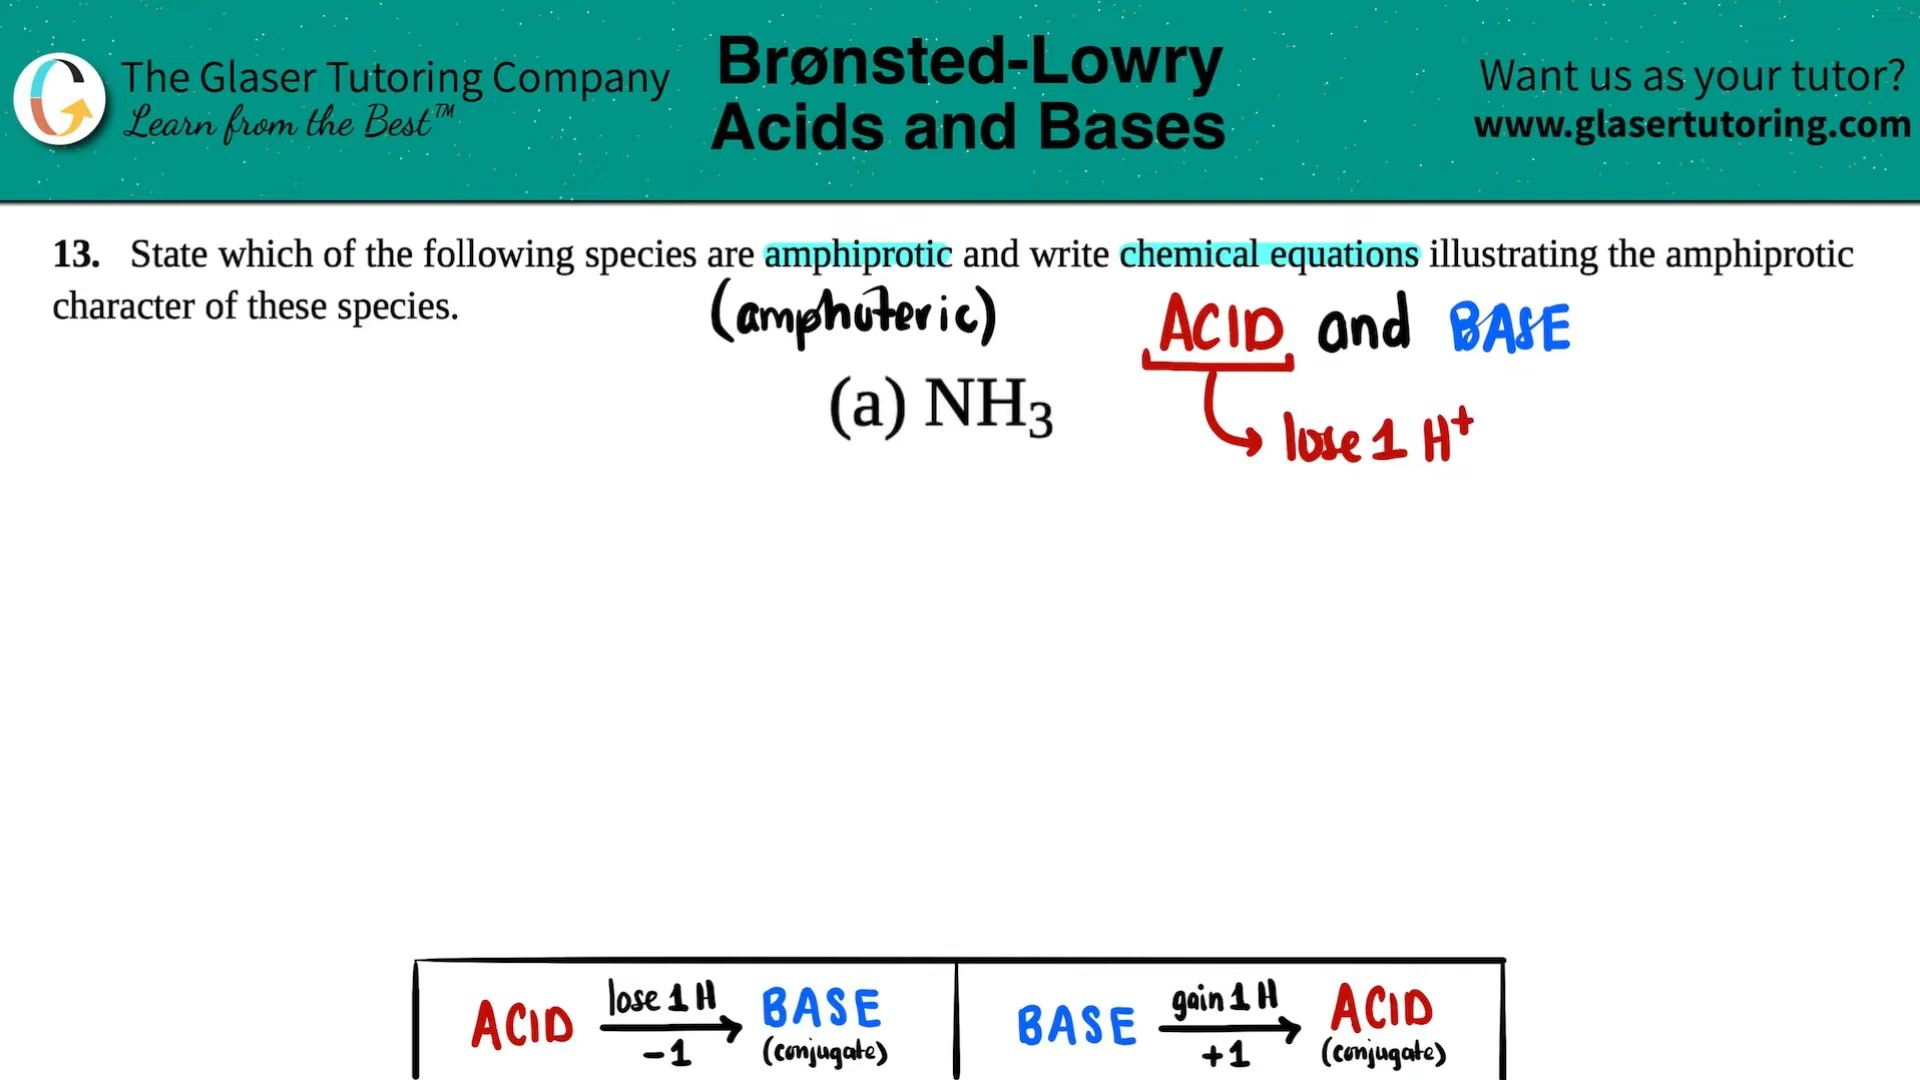 The Glaser Tutoring Company
Learn from the Best™
Brønsted-Lowry
Acids and Bases
Want us as your tutor?
www.glasertutoring.com
13. State which of the following species are amphiprotic and write chemical equations illustrating the amphiprotic
character of these species.
(amphoteric)
ACID and BASE
(a) NH₃
lose 1 H⁺
ACID lose 1 H BASE
−1 (conjugate)
BASE gain 1 H ACID
+1 (conjugate)